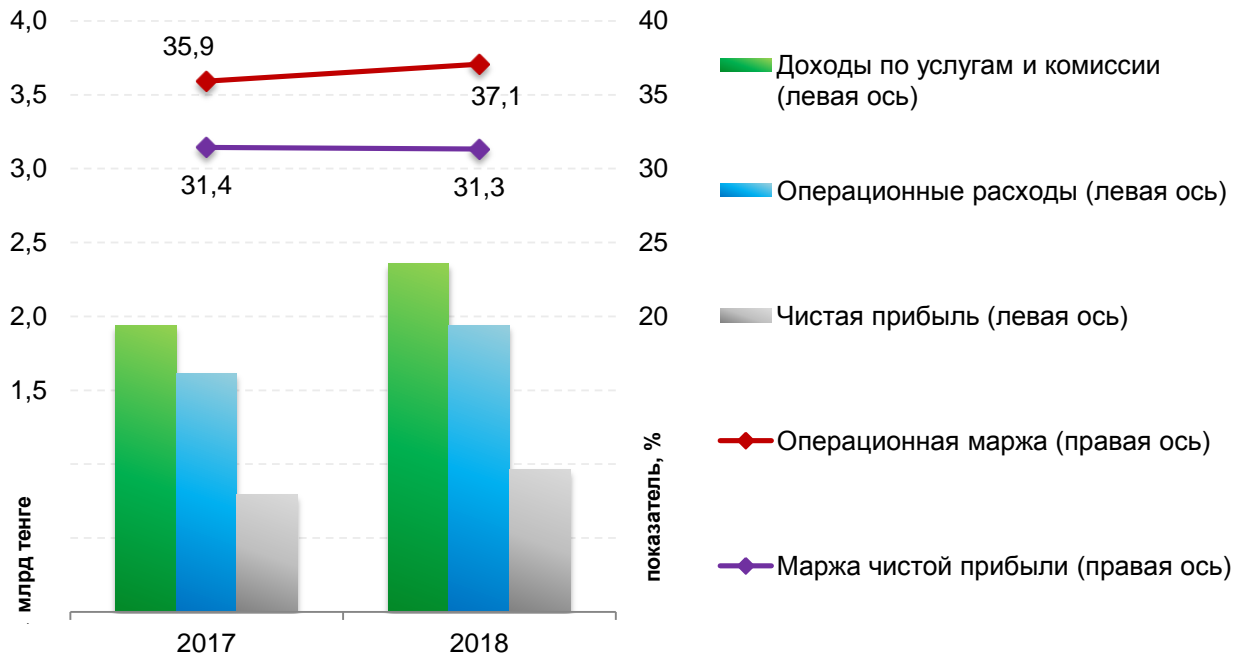 4,0
3,5
3,0
2,5
2,0
1,5
млрд тенге
35,9
37,1
31,4
31,3
2017
2018
40
35
30
25
20
показатель, %
Доходы по услугам и комиссии
(левая ось)
Операционные расходы (левая ось)
Чистая прибыль (левая ось)
Операционная маржа (правая ось)
Маржа чистой прибыли (правая ось)